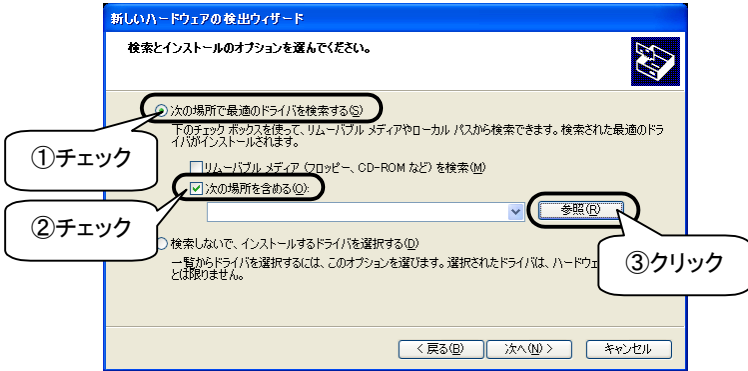 新しいハードウェアの検出ウィザード
検索とインストールのオプションを選んでください。
次の場所で最適のドライバを検索する(S)
下のチェック ボックスを使って、リムーバブル メディアやローカル パスから検索できます。検索された最適のドラ
イバがインストールされます。
①チェック
リムーバブル メディア (フロッピー、CD-ROM など) を検索(M)
次の場所を含める(O):
②チェック
参照(R)
検索しないで、インストールするドライバを選択する(D)
一覧からドライバを選択するには、このオプションを選びます。選択されたドライバは、ハードウェ
とは限りません。
③クリック
< 戻る(B)
次へ(N) >
キャンセル